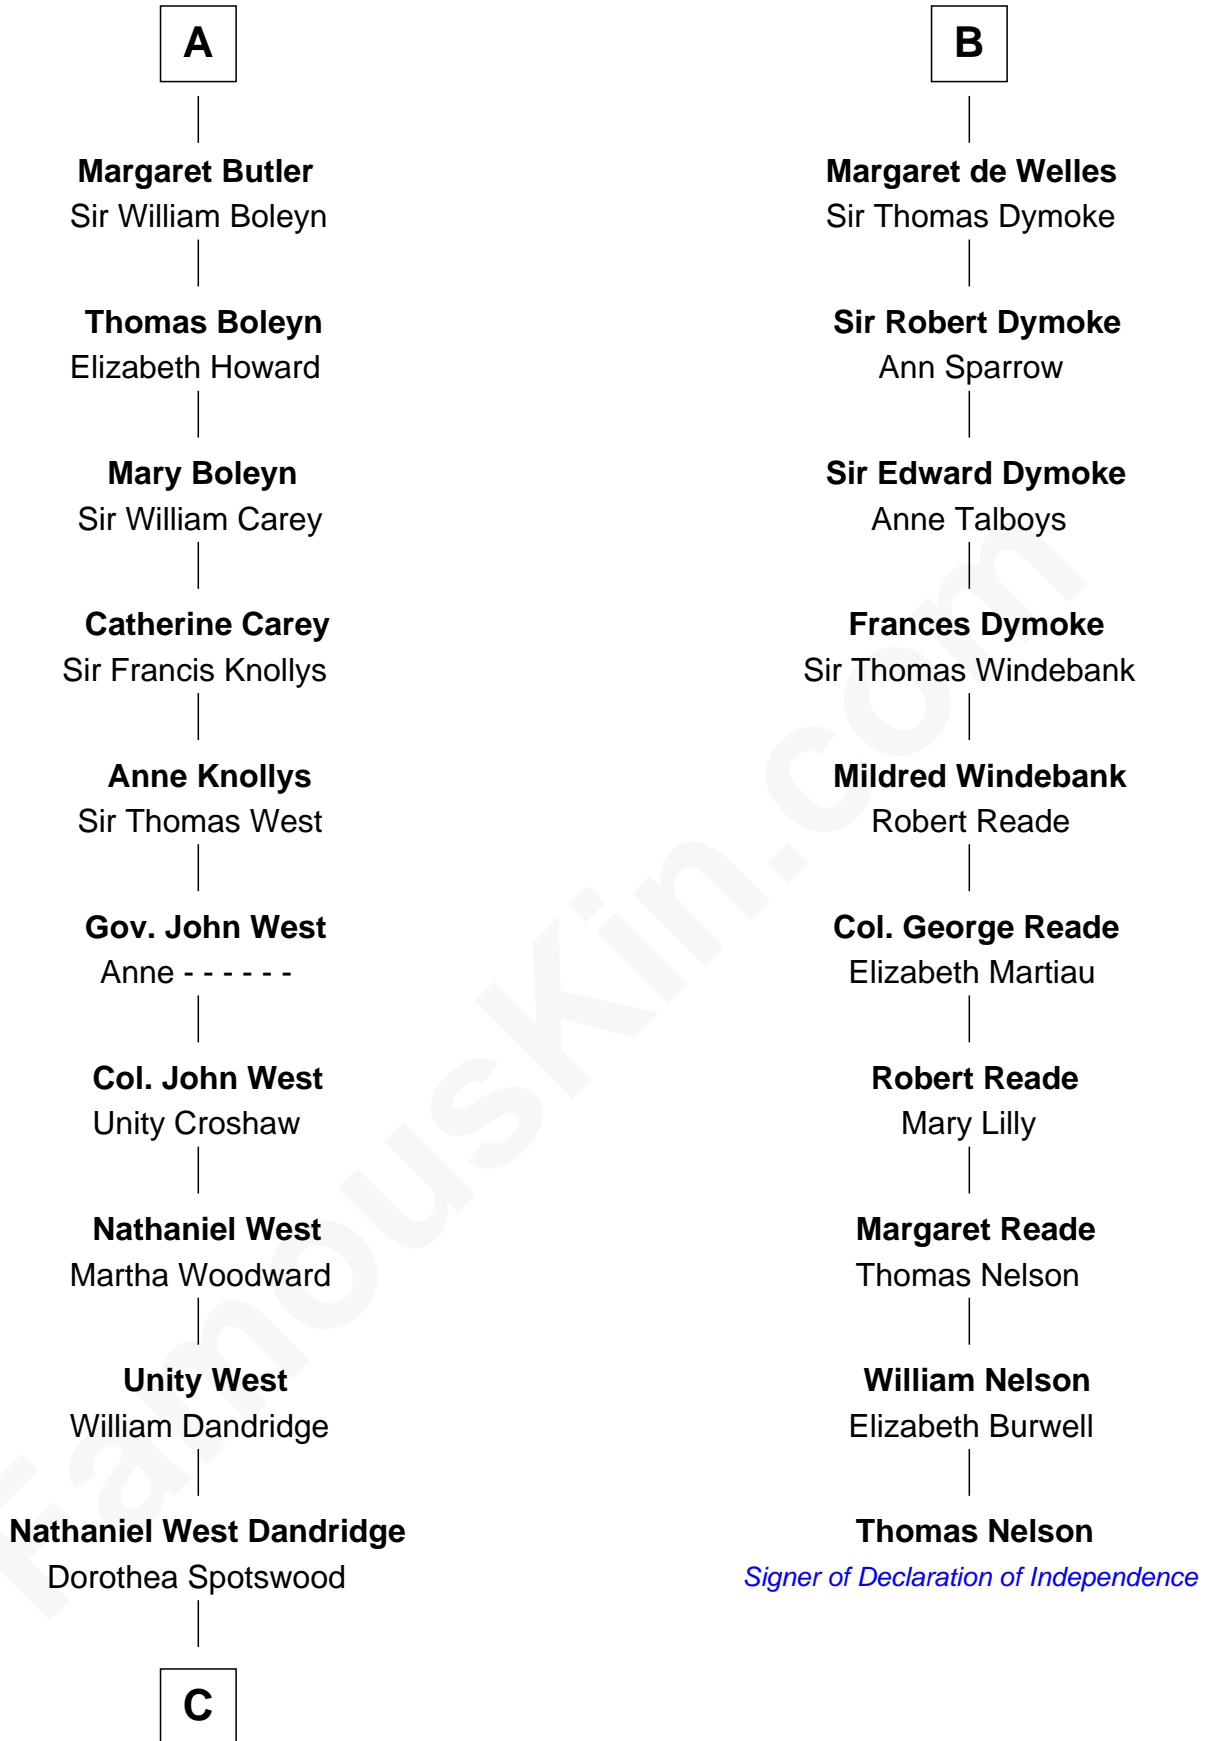 A
Margaret Butler
Sir William Boleyn
Thomas Boleyn
Elizabeth Howard
Mary Boleyn
Sir William Carey
Catherine Carey
Sir Francis Knollys
Anne Knollys
Sir Thomas West
Gov. John West
Anne - - - - - -
Col. John West
Unity Croshaw
Nathaniel West
Martha Woodward
Unity West
William Dandridge
Nathaniel West Dandridge
Dorothea Spotswood
C
B
Margaret de Welles
Sir Thomas Dymoke
Sir Robert Dymoke
Ann Sparrow
Sir Edward Dymoke
Anne Talboys
Frances Dymoke
Sir Thomas Windebank
Mildred Windebank
Robert Reade
Col. George Reade
Elizabeth Martiau
Robert Reade
Mary Lilly
Margaret Reade
Thomas Nelson
William Nelson
Elizabeth Burwell
Thomas Nelson
Signer of Declaration of Independence
FamousKin.com